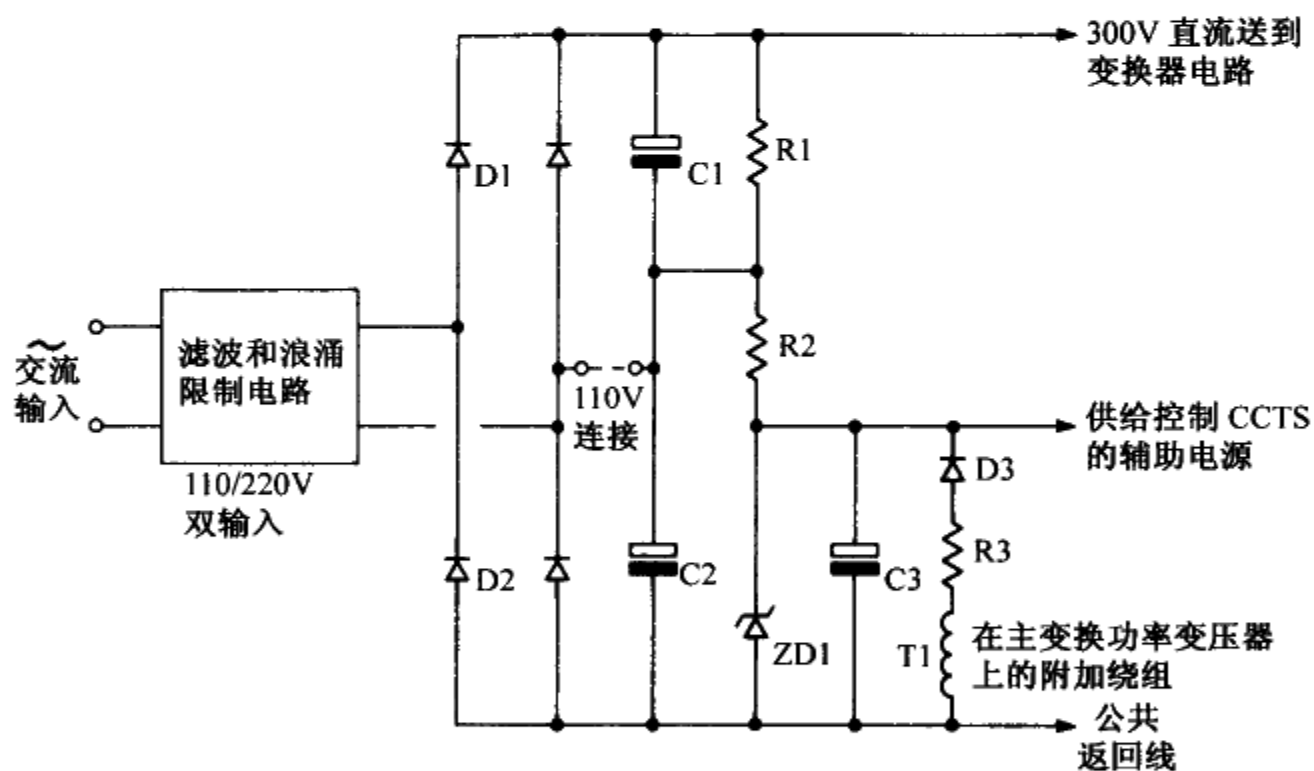 300V 直流送到
变换器电路
D1
C1
R1
R2
~
交流
输入
滤波和浪涌
限制电路
110V
连接
供给控制 CCTS
的辅助电源
110/220V
双输入
D3
R3
D2
C2
C3
ZD1
T1
在主变换功率变压器
上的附加绕组
公共
返回线